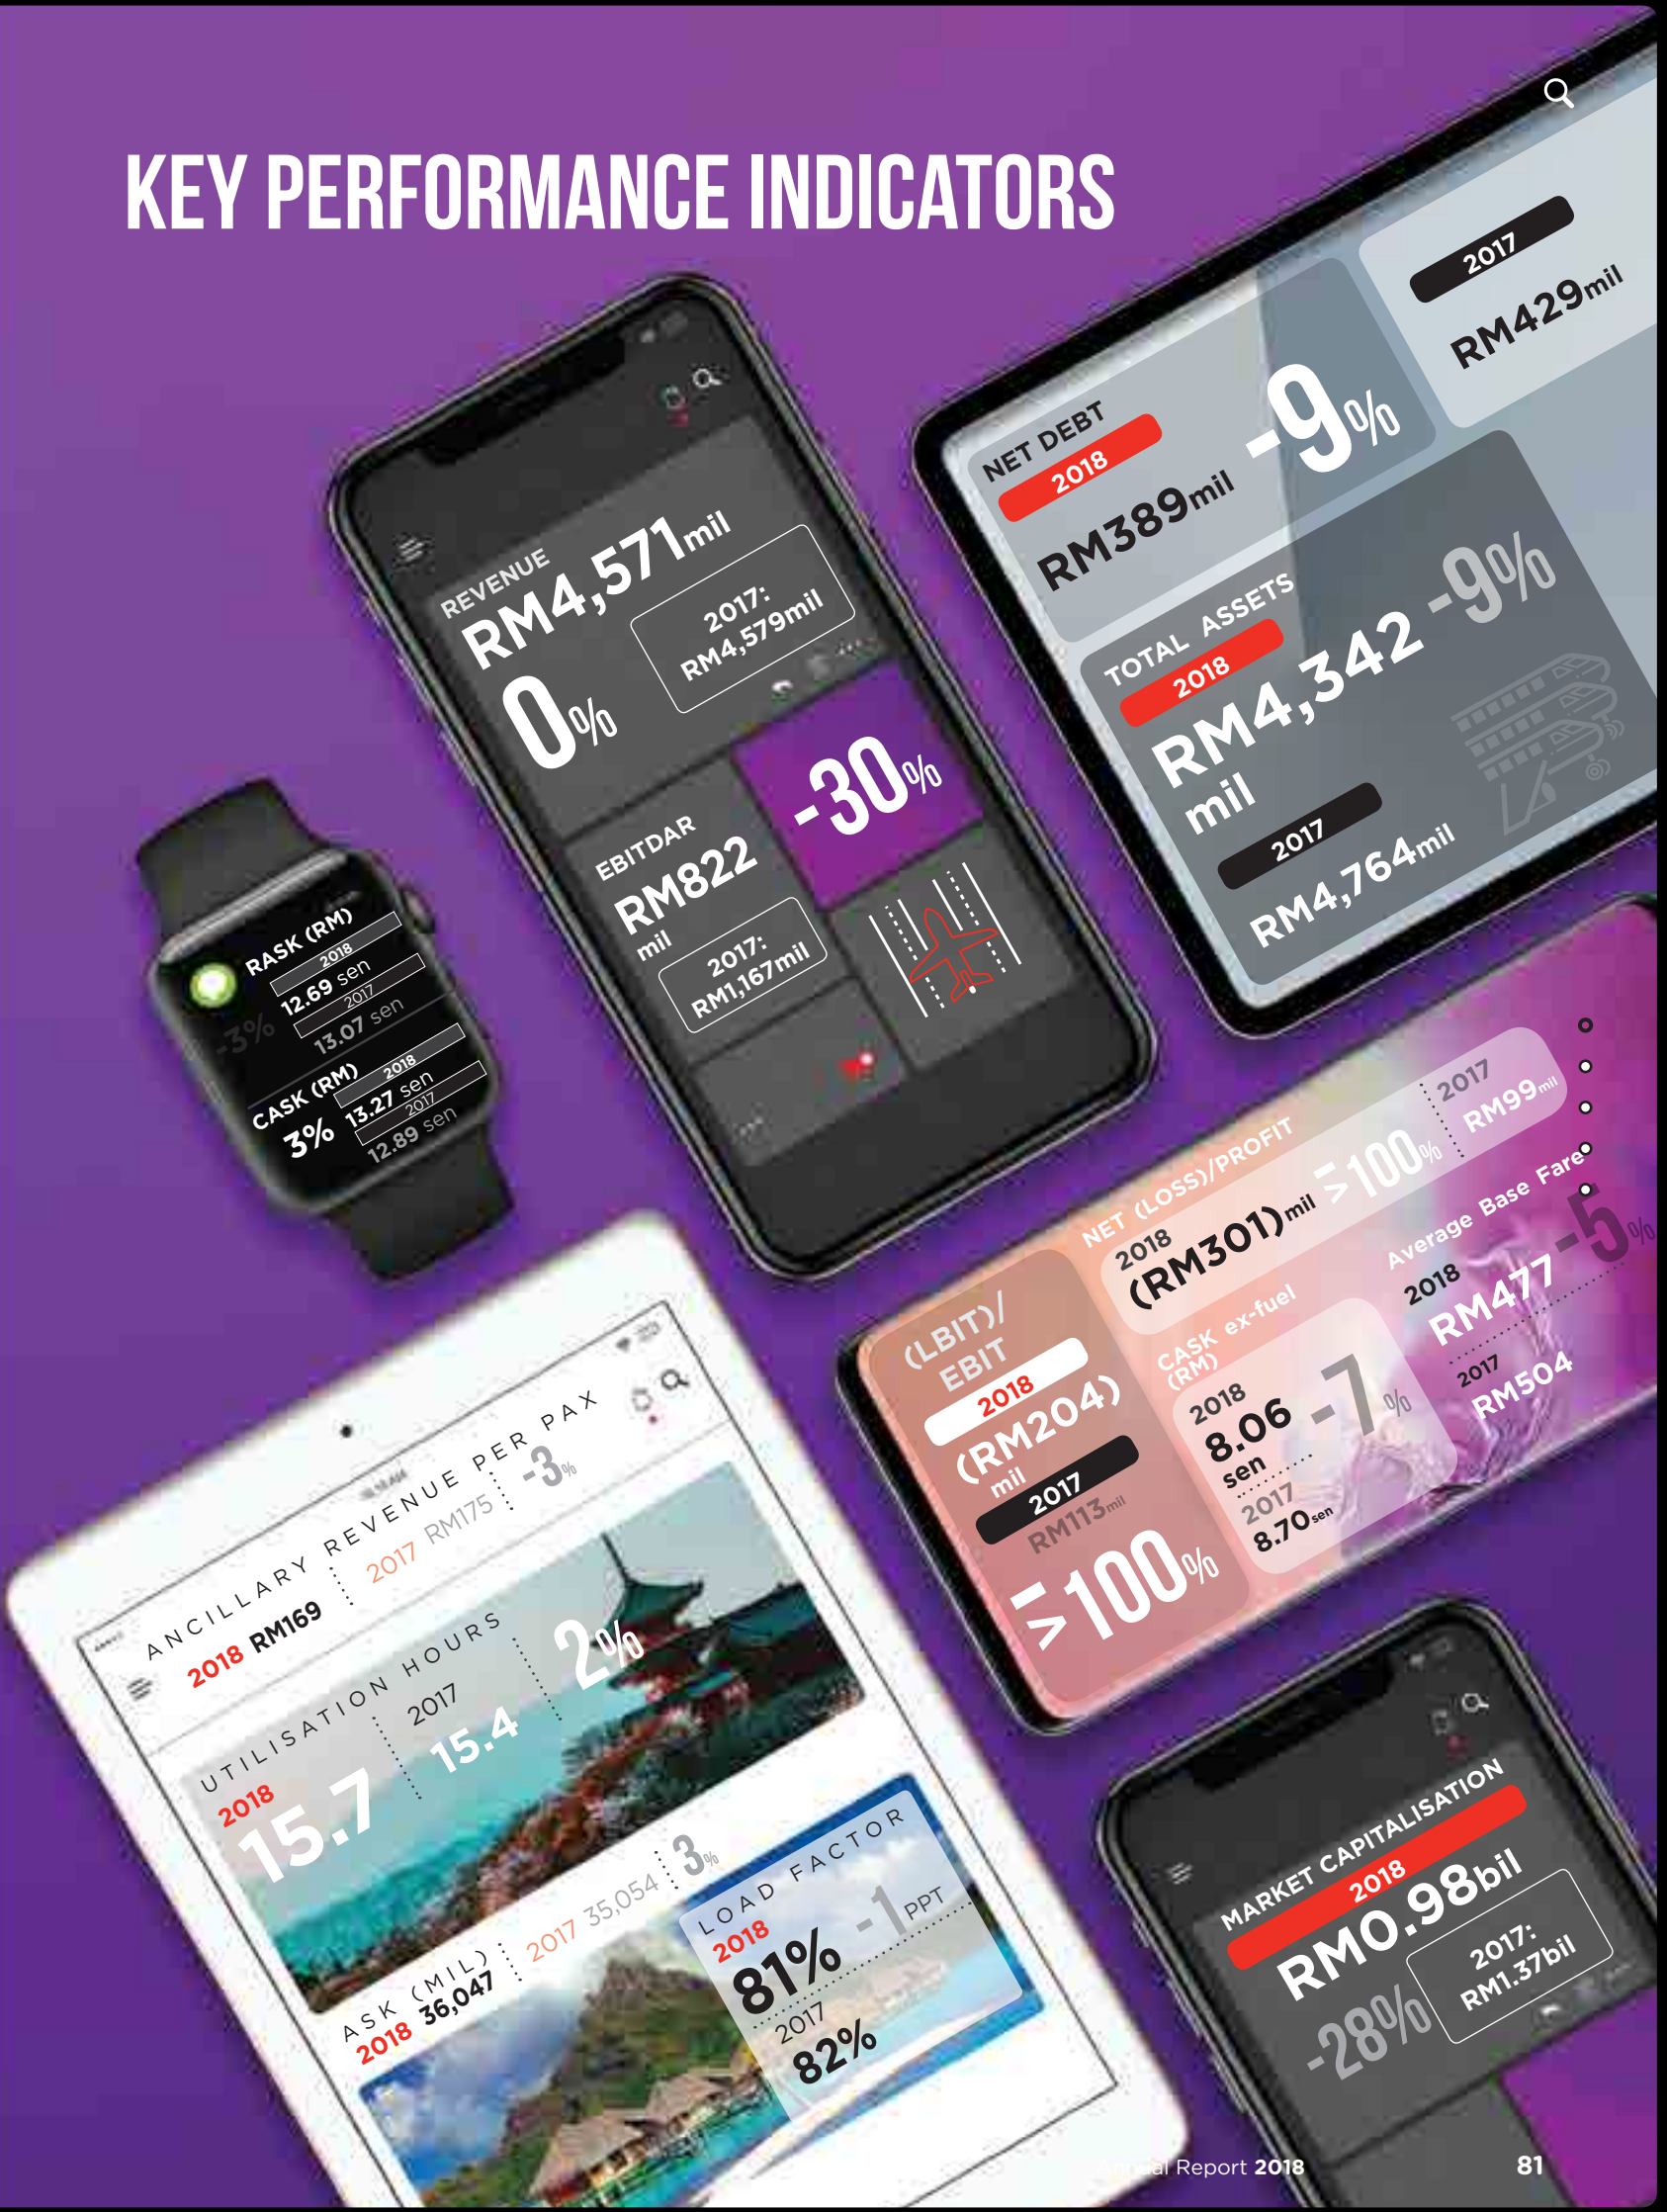 KEY PERFORMANCE INDICATORS
REVENUE
RM4,571mil
0%
2017:
RM4,579mil
-30%
EBITDAR
RM822
mil
2017:
RM1,167mil
NET DEBT
2018
RM389mil
-9%
2017
RM429mil
TOTAL ASSETS
2018
RM4,342
mil
-9%
2017
RM4,764mil
RASK (RM)
2018
12.69 sen
2017
13.07 sen
-3%
CASK (RM)
2018
13.27 sen
3%
2017
12.89 sen
NET (LOSS)/PROFIT
2018
(RM301)mil
>-100%
2017
RM99mil
(LBIT)/
EBIT
2018
(RM204)
mil
2017
RM113mil
>-100%
CASK ex-fuel
(RM)
2018
8.06
sen
-7%
2017
8.70sen
Average Base Fare
2018
RM477
-5%
2017
RM504
ANCILLARY REVENUE PER PAX
2018 RM169
2017 RM175
-3%
UTILISATION HOURS
2018
15.7
2017
15.4
2%
ASK (MIL)
2018 36,047
2017 35,054
3%
LOAD FACTOR
2018
81%
-1PPT
2017
82%
MARKET CAPITALISATION
2018
RM0.98bil
-28%
2017:
RM1.37bil
Annual Report 2018
81